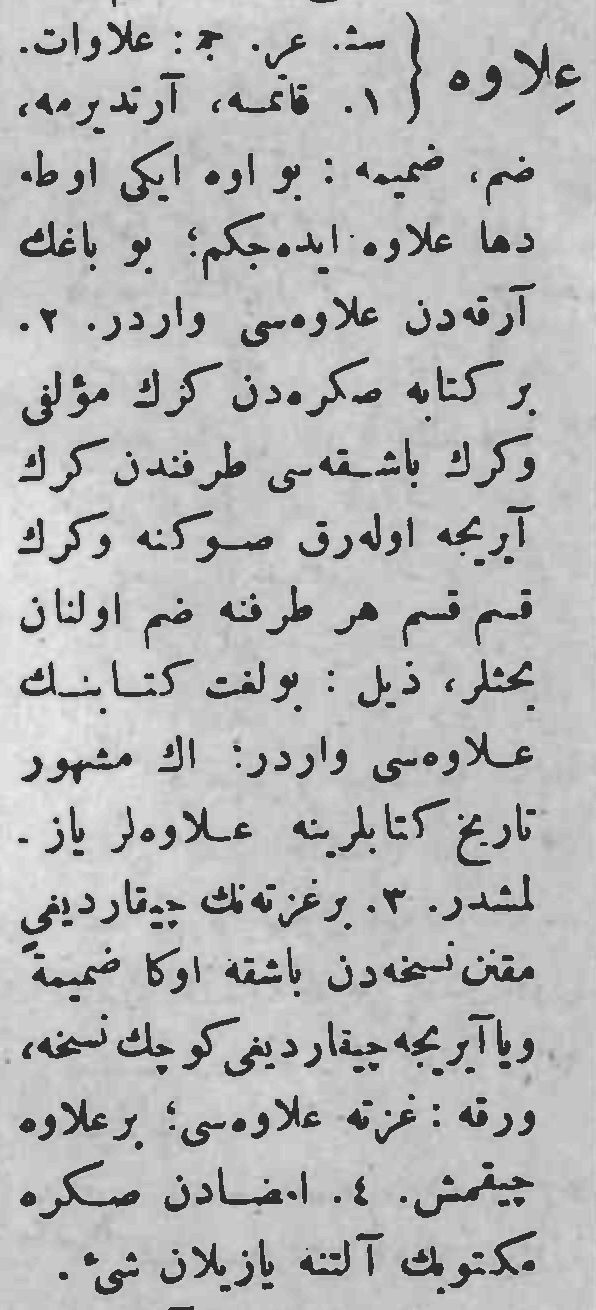 عِلاوه { سث. عر. ج : علاوات.
١. قاتمه، آرتديرمه،
ضم، ضميمه : بو اوه ايكى اوطه
دها علاوه ايده‌جكم؛ بو باغك
آرقه‌دن علاوه‌سى واردر. ٢.
بر كتابه صكره‌دن كرك مؤلفى
وكرك باشقه‌سى طرفندن كرك
آيريجه اوله‌رق صوكنه وكرك
قسم قسم هر طرفنه ضم اولنان
بحثلر، ذيل : بو لغت كتابنك
علاوه‌سى واردر: اك مشهور
تاريخ كتابلرينه علاوه‌لر ياز -
لمشدر. ٣. بر غزته‌نك چيقارديغى
مقنن نسخه‌دن باشقه اوكا ضميمةً
ويا آيريجه چيقارديغى كوچك نسخه،
ورقه : غزته علاوه‌سى؛ بر علاوه
چيقمش. ٤. امضادن صكره
مكتوبك آلتنه يازيلان شئ.